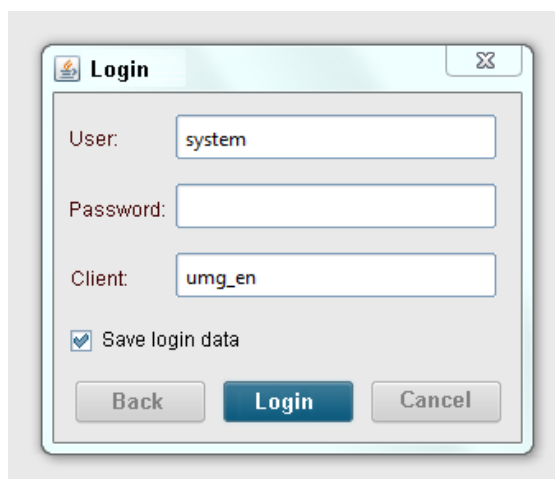 Login
User: system
Password:
Client: umg_en
Save login data
Back Login Cancel